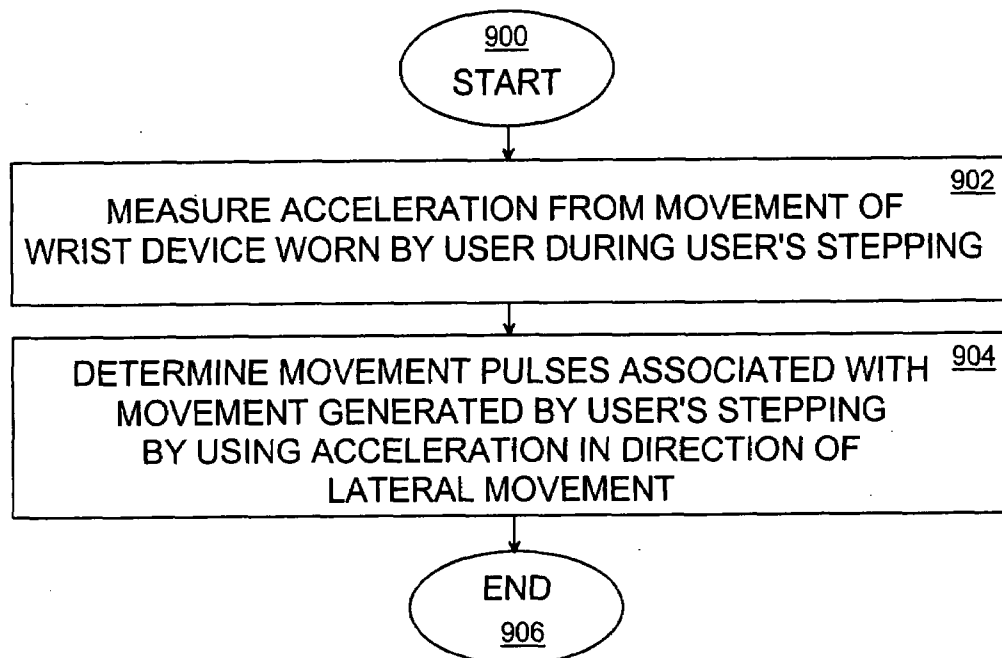 900
START
902
MEASURE ACCELERATION FROM MOVEMENT OF
WRIST DEVICE WORN BY USER DURING USER'S STEPPING
904
DETERMINE MOVEMENT PULSES ASSOCIATED WITH
MOVEMENT GENERATED BY USER'S STEPPING
BY USING ACCELERATION IN DIRECTION OF
LATERAL MOVEMENT
END
906